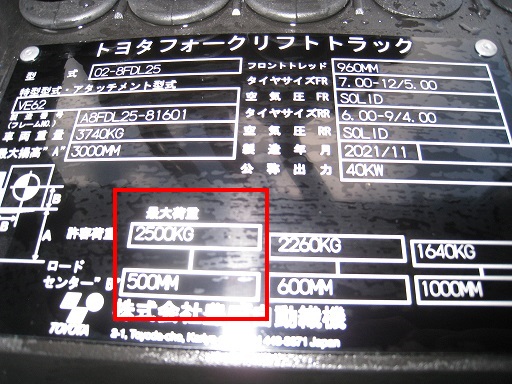 トヨタフォークリフトトラック
型 式 02-8FDL25
特型型式・アタッチメント型式
VE62
(フレームNO.) A8FDL25-81601
車両重量 3740KG
最大揚高"A" 3000MM
フロントトレッド 960MM
タイヤサイズFR 7.00-12/5.00
空気圧 FR SOLID
タイヤサイズRR 6.00-9/4.00
空気圧 RR SOLID
製造年月 2021/11
公称出力 40KW
B
A
最大荷重
許容荷重 2500KG 2260KG 1640KG
ロード
センター"B" 500MM 600MM 1000MM
TOYOTA
株式会社 動織機
2-1, Toyoda-cho, Japan